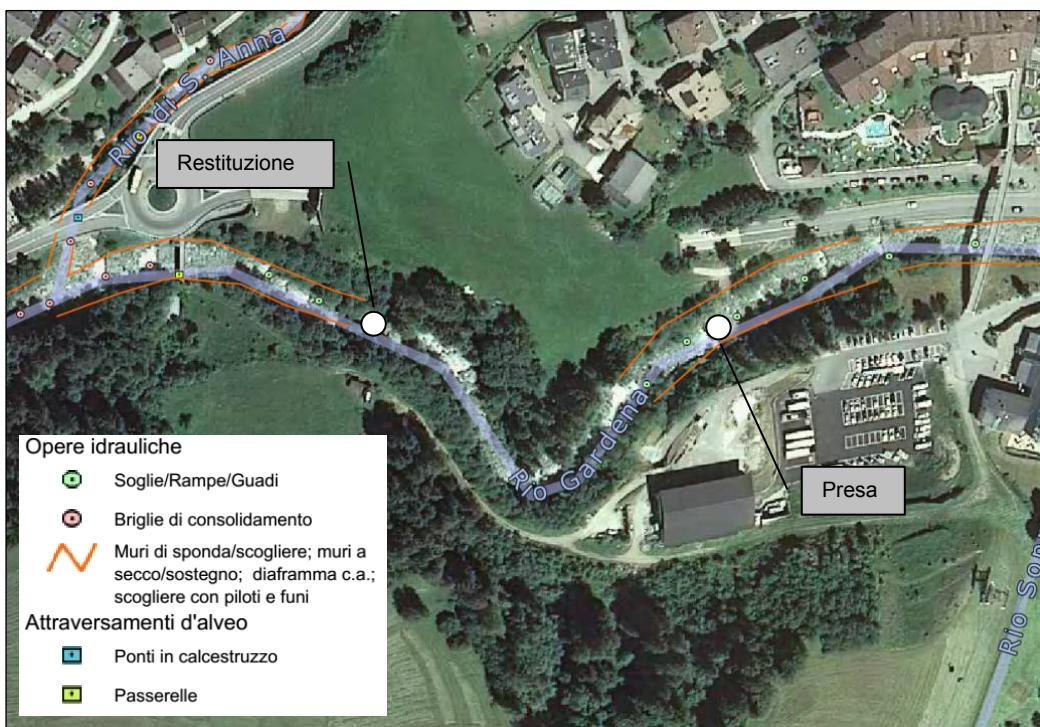 Rio di S. Anna
Restituzione
Rio Gardena
Presa
Opere idrauliche
Soglie/Rampe/Guadi
Briglie di consolidamento
Muri di sponda/scogliere; muri a
secco/sostegno; diaframma c.a.;
scogliere con piloti e funi
Attraversamenti d'alveo
Ponti in calcestruzzo
Passerelle
Rio